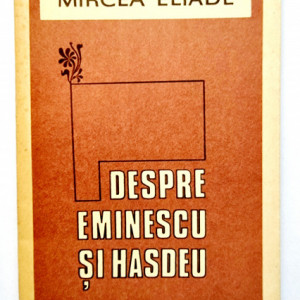 MIRCEA ELIADE
DESPRE
EMINESCU
ȘI HASDEU